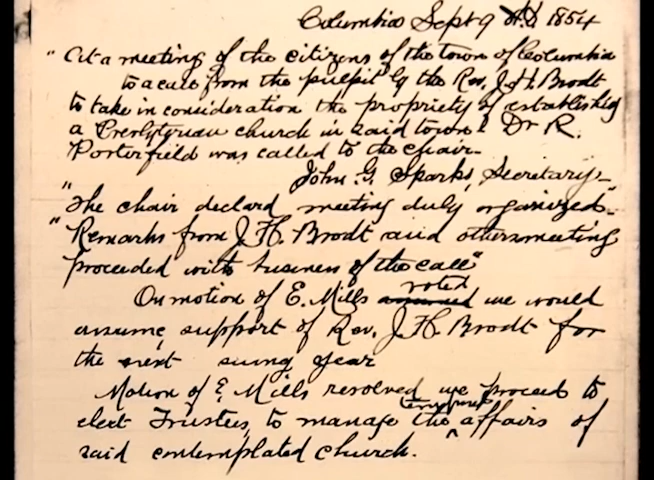 Columbia Sept 9 A.D. 1854
"At a meeting of the citizens of the town of Columbia
to a call from the pulpit by the Rev. J. H. Brodt
to take in consideration the propriety of establishing
a Presbyterian church in said town. Dr R.
Porterfield was called to the chair-
John G. Sparks, Secretary-
"The chair declard meeting duly organized-"
"Remarks from J. H. Brodt and others meeting
proceeded with business of the call"
voted
On motion of E. Mills we would
assume support of Rev. J. H. Brodt for
the next year
Motion of E. Mills resolved we proceed to
temporal
elect Trustees, to manage the affairs of
said contemplated church.